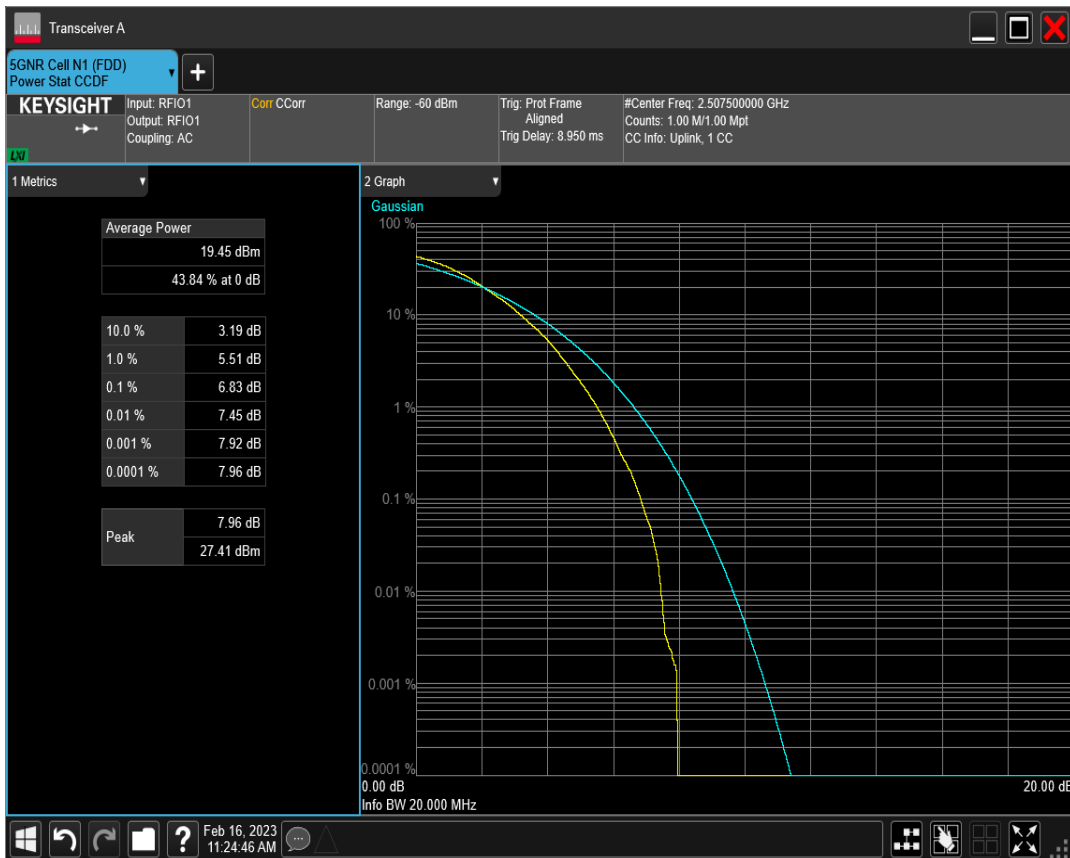 Transceiver A
5GNR Cell N1 (FDD)
Power Stat CCDF
KEYSIGHT
LXI
Input: RFIO1
Output: RFIO1
Coupling: AC
Corr CCorr
Range: -60 dBm
Trig: Prot Frame
Aligned
Trig Delay: 8.950 ms
#Center Freq: 2.507500000 GHz
Counts: 1.00 M/1.00 Mpt
CC Info: Uplink, 1 CC
1 Metrics
Average Power
19.45 dBm
43.84 % at 0 dB
10.0 % 3.19 dB
1.0 % 5.51 dB
0.1 % 6.83 dB
0.01 % 7.45 dB
0.001 % 7.92 dB
0.0001 % 7.96 dB
Peak
7.96 dB
27.41 dBm
2 Graph
Gaussian
100 %
10 %
1 %
0.1 %
0.01 %
0.001 %
0.0001 %
0.00 dB
20.00 dB
Info BW 20.000 MHz
Feb 16, 2023
11:24:46 AM